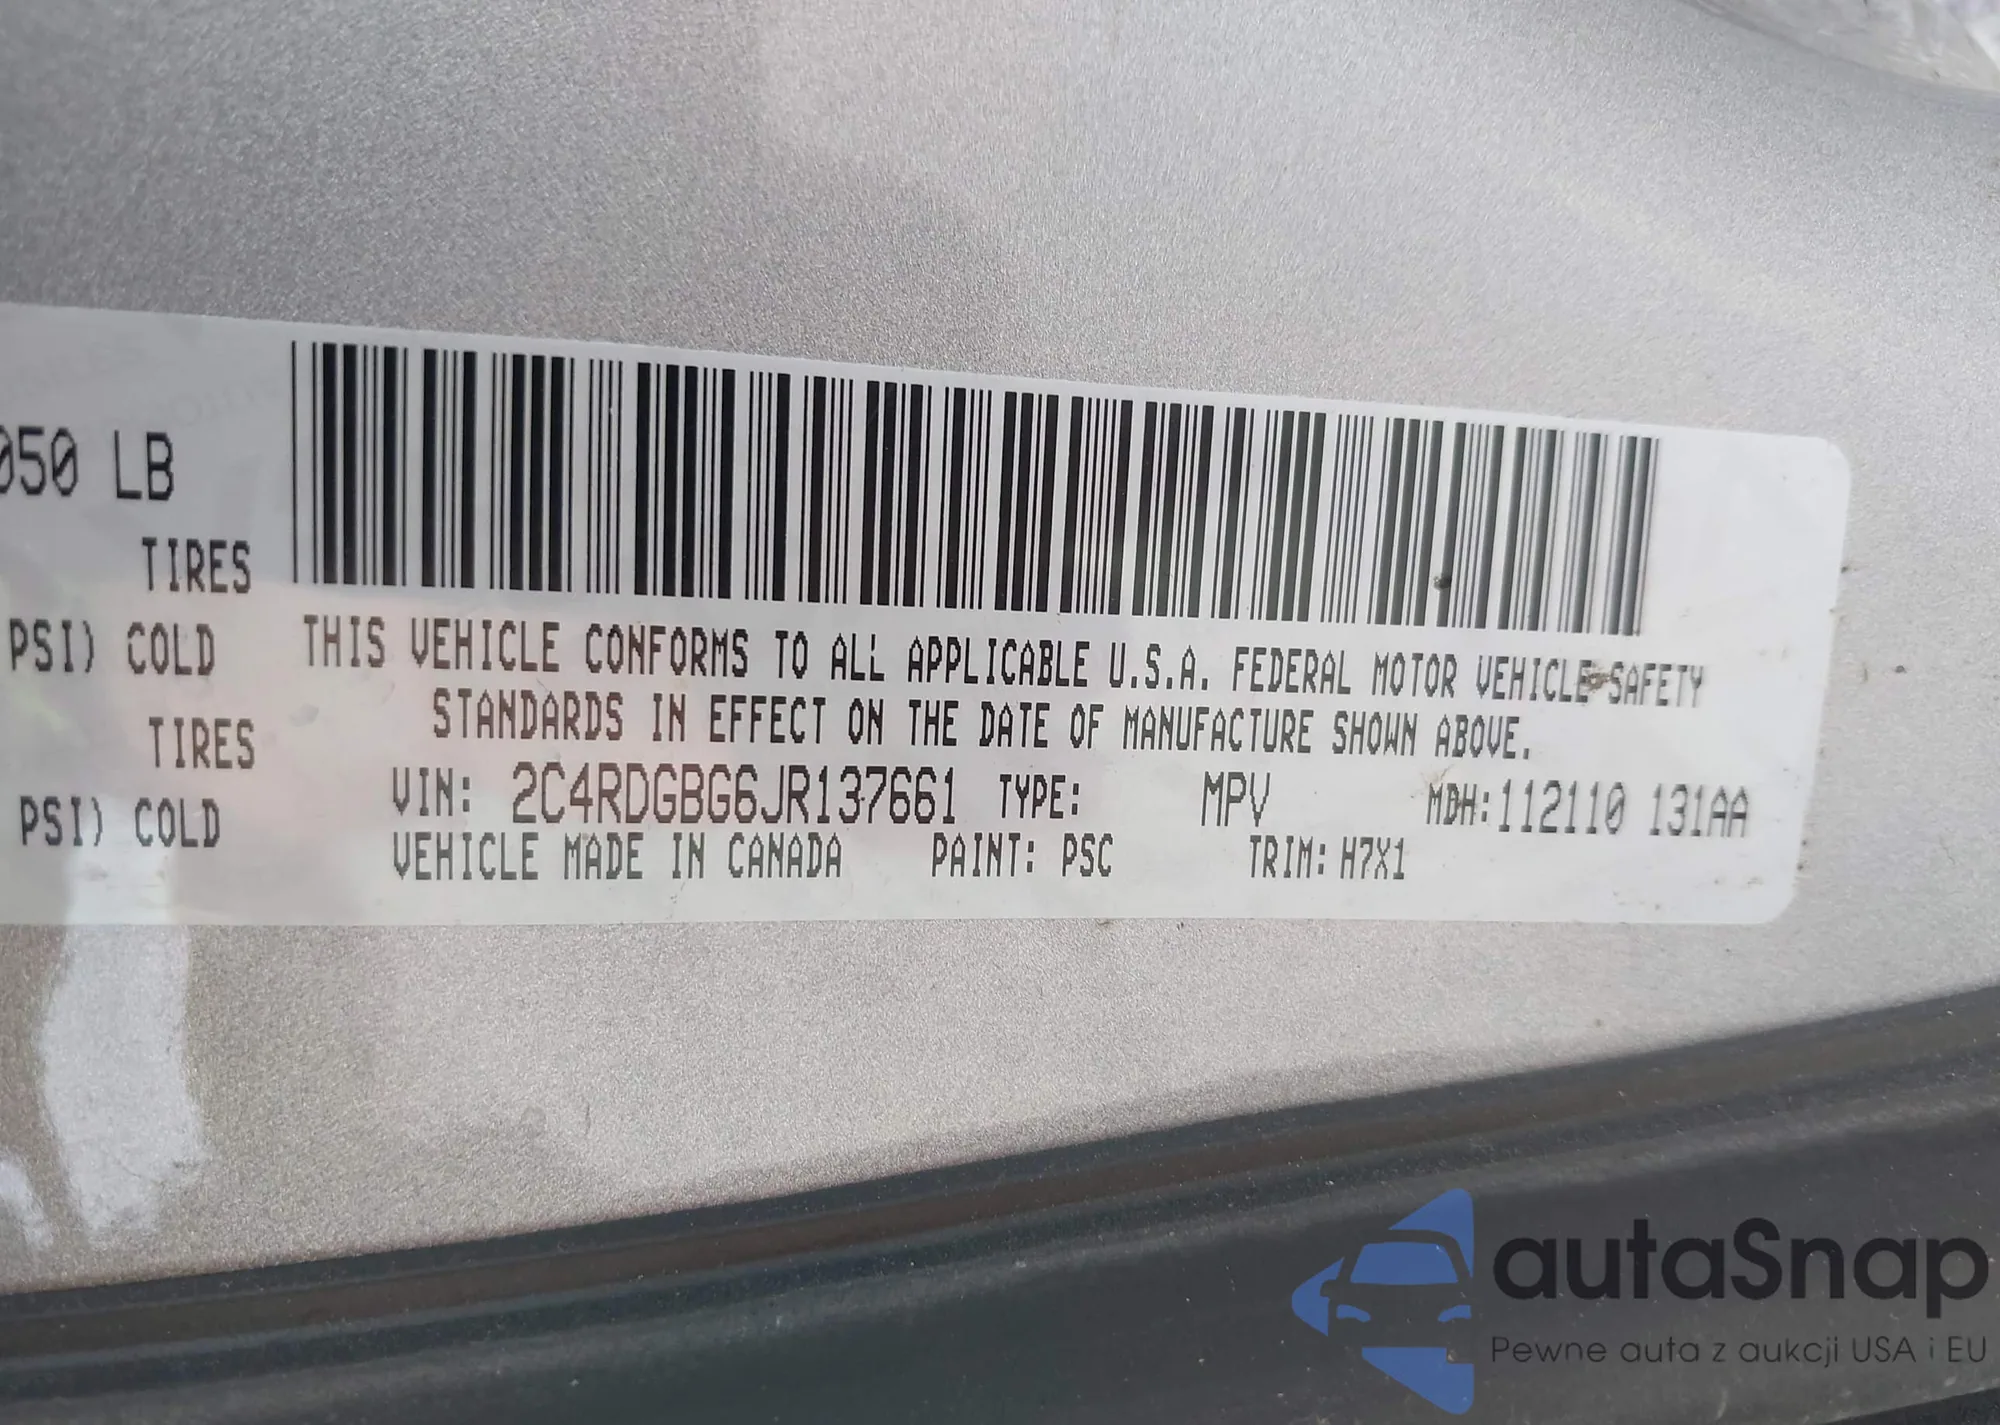 050 LB
TIRES
PSI) COLD
TIRES
PSI) COLD
THIS VEHICLE CONFORMS TO ALL APPLICABLE U.S.A. FEDERAL MOTOR VEHICLE SAFETY
STANDARDS IN EFFECT ON THE DATE OF MANUFACTURE SHOWN ABOVE.
VIN: 2C4RDGBG6JR137661 TYPE: MPV MDH:112110 131AA
VEHICLE MADE IN CANADA PAINT: PSC TRIM: H7X1
autaSnap
Pewne auta z aukcji USA i EU